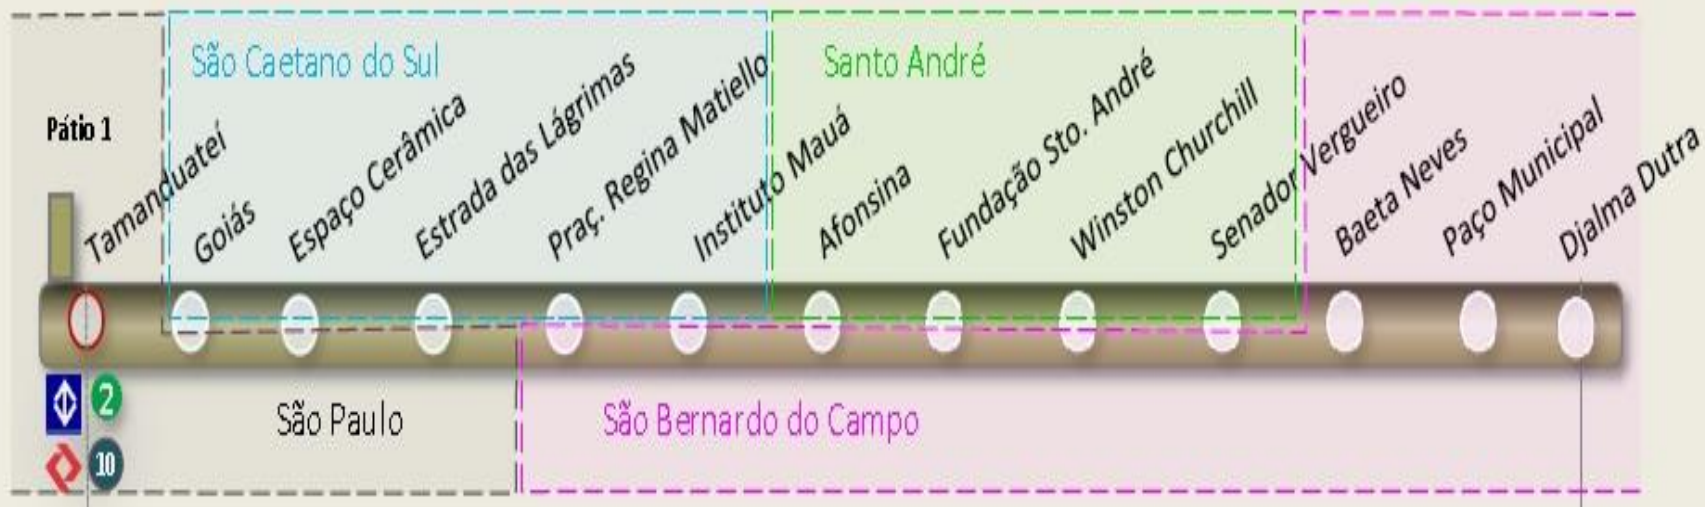 São Caetano do Sul
Santo André
Pátio 1
Tamanduateí
Goiás
Espaço Cerâmica
Estrada das Lágrimas
Praç. Regina Matiello
Instituto Mauá
Afonsina
Fundação Sto. André
Winston Churchill
Senador Vergueiro
Baeta Neves
Paço Municipal
Djalma Dutra
2
10
São Paulo
São Bernardo do Campo